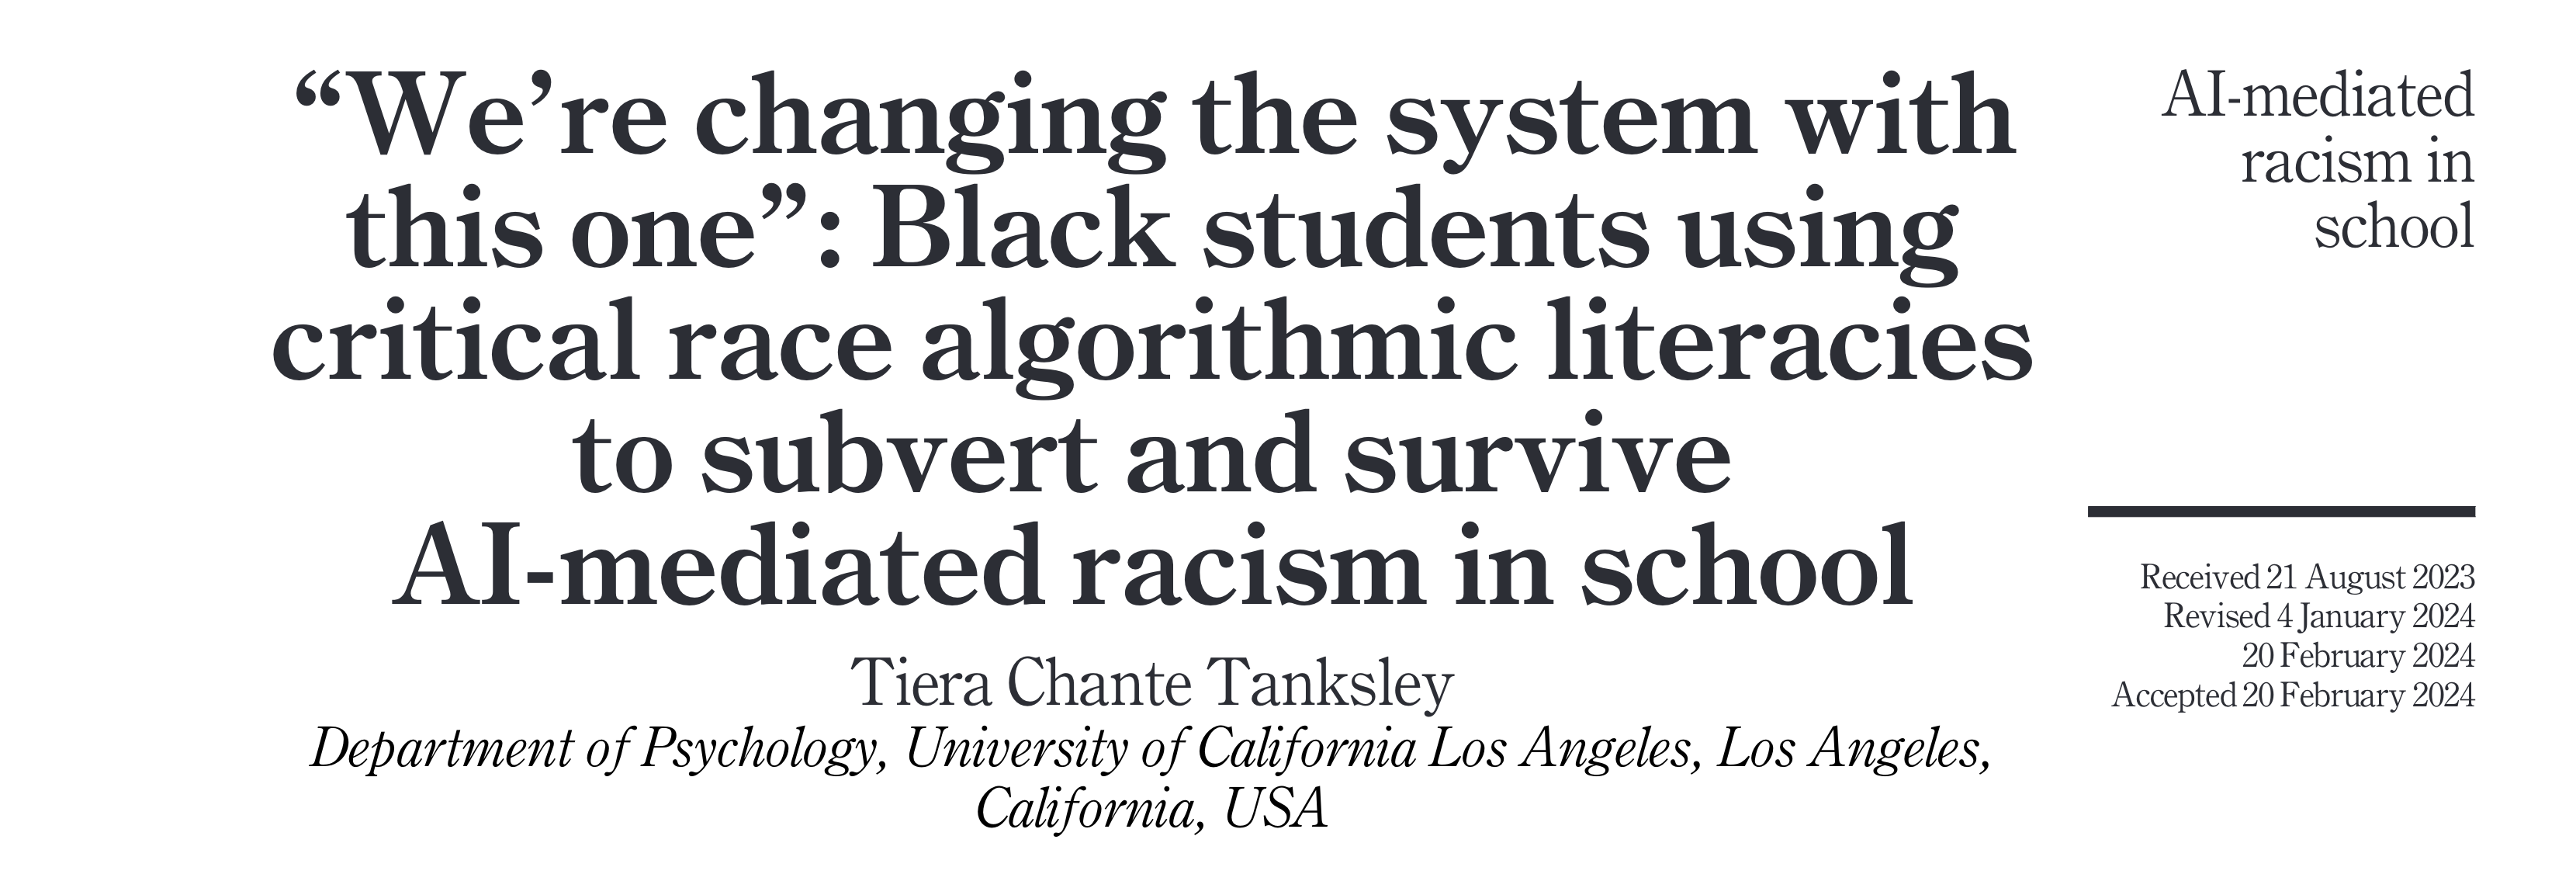 “We’re changing the system with
this one”: Black students using
critical race algorithmic literacies
to subvert and survive
AI-mediated racism in school
Tiera Chante Tanksley
Department of Psychology, University of California Los Angeles, Los Angeles,
California, USA
AI-mediated
racism in
school
Received 21 August 2023
Revised 4 January 2024
20 February 2024
Accepted 20 February 2024